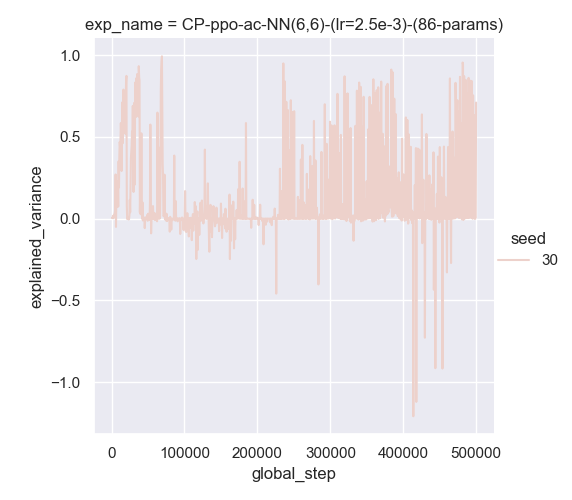 exp_name = CP-ppo-ac-NN(6,6)-(lr=2.5e-3)-(86-params)
1.0
0.5
0.0
−0.5
−1.0
explained_variance
0 100000 200000 300000 400000 500000
global_step
seed
30